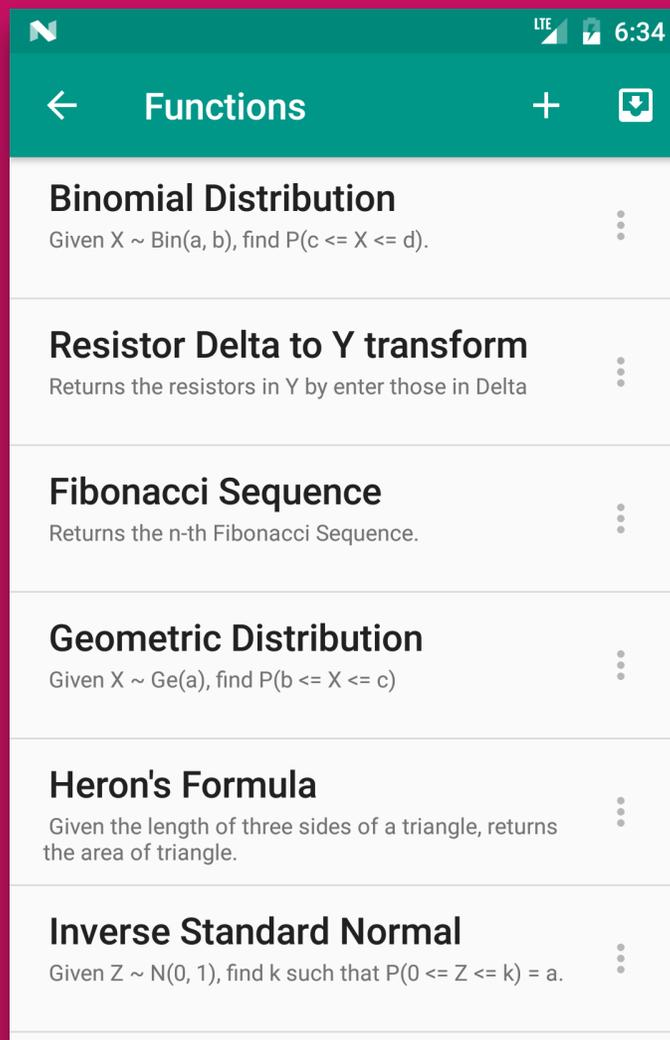 LTE 6:34
Functions
Binomial Distribution
Given X ~ Bin(a, b), find P(c <= X <= d).
Resistor Delta to Y transform
Returns the resistors in Y by enter those in Delta
Fibonacci Sequence
Returns the n-th Fibonacci Sequence.
Geometric Distribution
Given X ~ Ge(a), find P(b <= X <= c)
Heron's Formula
Given the length of three sides of a triangle, returns
the area of triangle.
Inverse Standard Normal
Given Z ~ N(0, 1), find k such that P(0 <= Z <= k) = a.